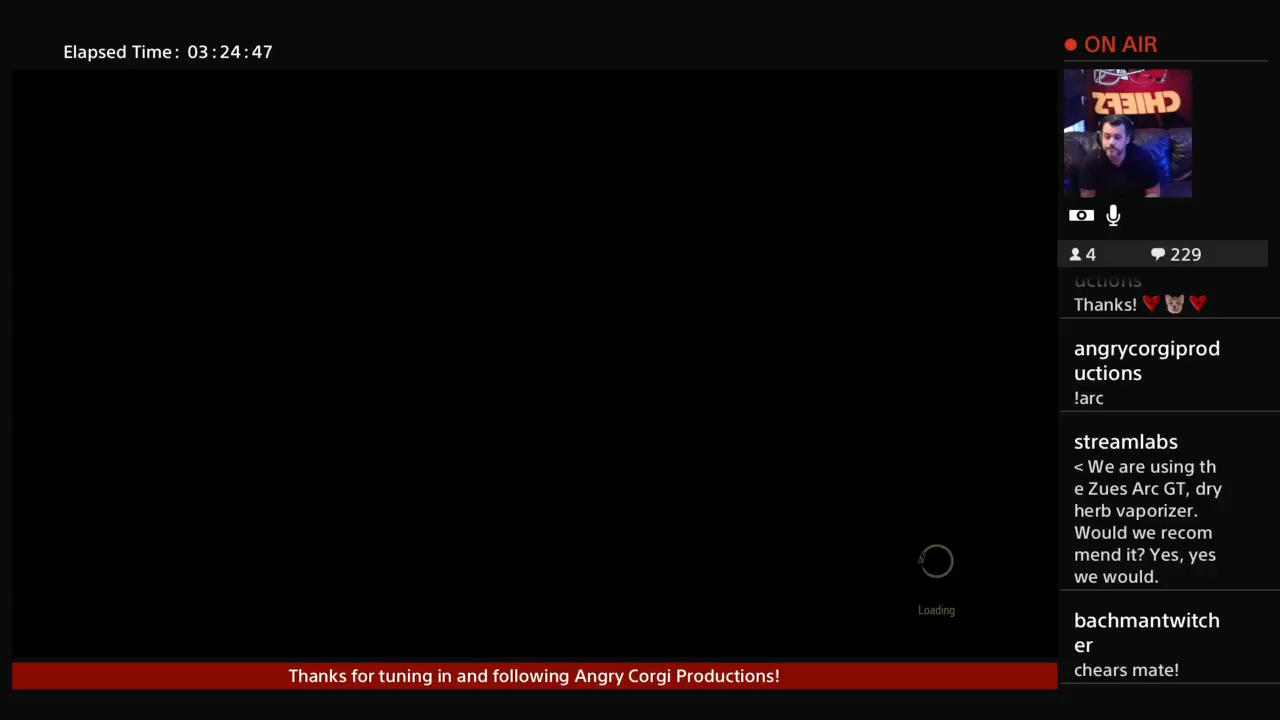 Elapsed Time: 03:24:47
ON AIR
CHIEFS
4
229
uctions
Thanks!
angrycorgiprod
uctions
!arc
streamlabs
< We are using th
e Zues Arc GT, dry
herb vaporizer.
Would we recom
mend it? Yes, yes
we would.
bachmantwitch
er
chears mate!
Loading
Thanks for tuning in and following Angry Corgi Productions!